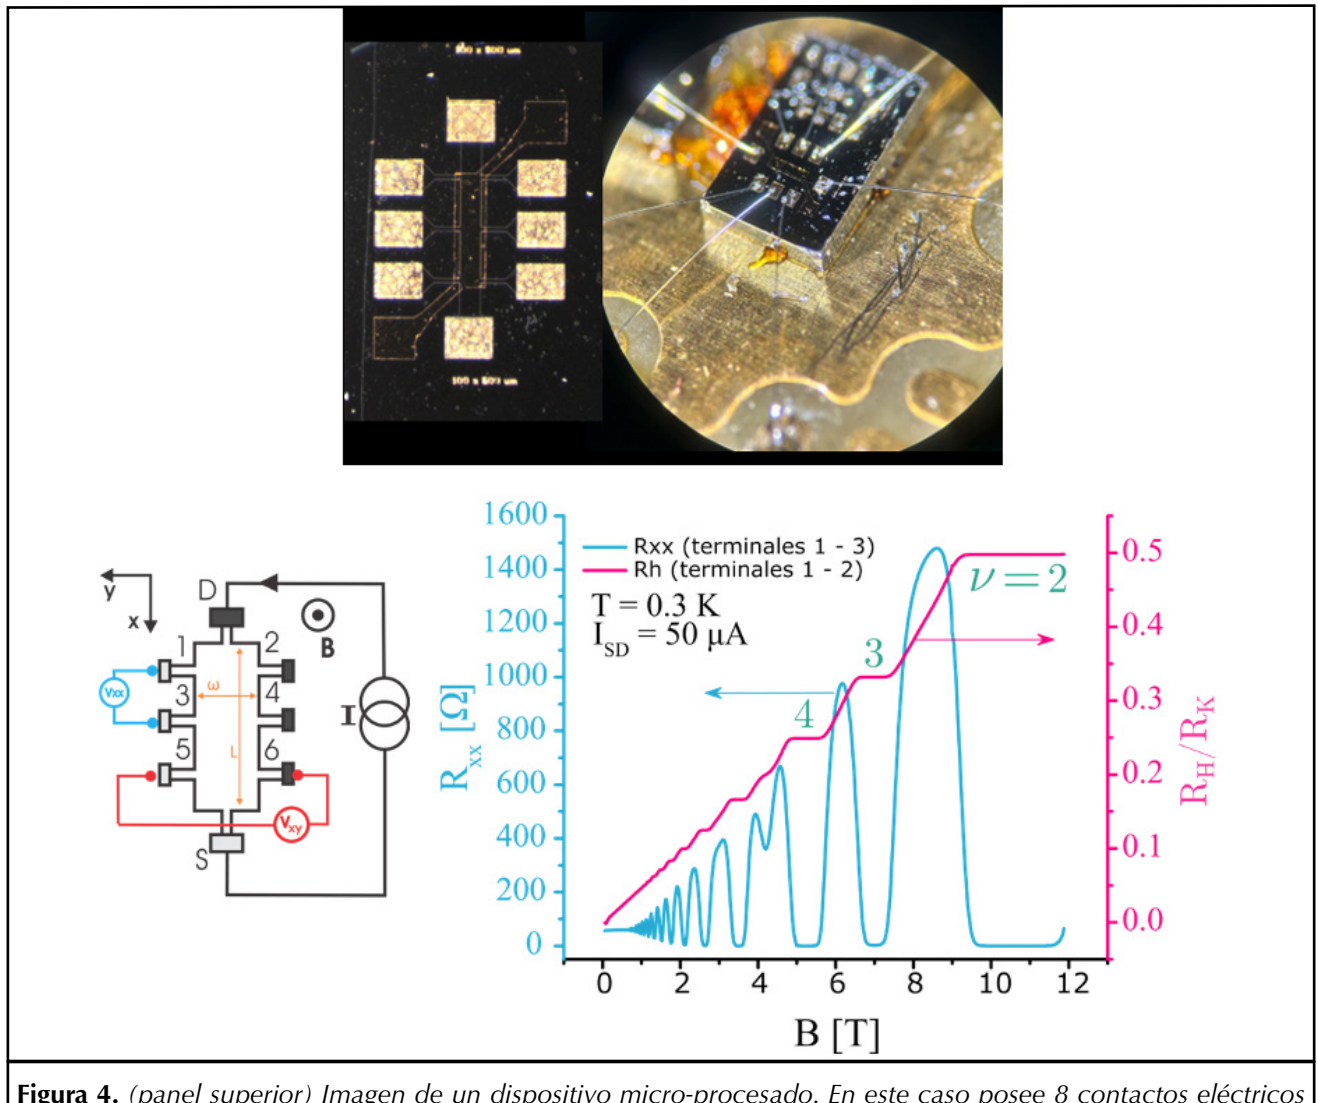 100 x 500 um
100 x 500 um
y
x
D
B
1
2
Vxx
ω
3
4
I
5
L
6
Vxy
S
1600
1400
1200
1000
800
600
400
200
0
Rxx [Ω]
Rxx (terminales 1 - 3)
Rh (terminales 1 - 2)
T = 0.3 K
ISD = 50 μA
ν=2
3
4
0.5
0.4
0.3
0.2
0.1
0.0
RH/RK
0 2 4 6 8 10 12
B [T]
Figura 4. (panel superior) Imagen de un dispositivo micro-procesado. En este caso posee 8 contactos eléctricos